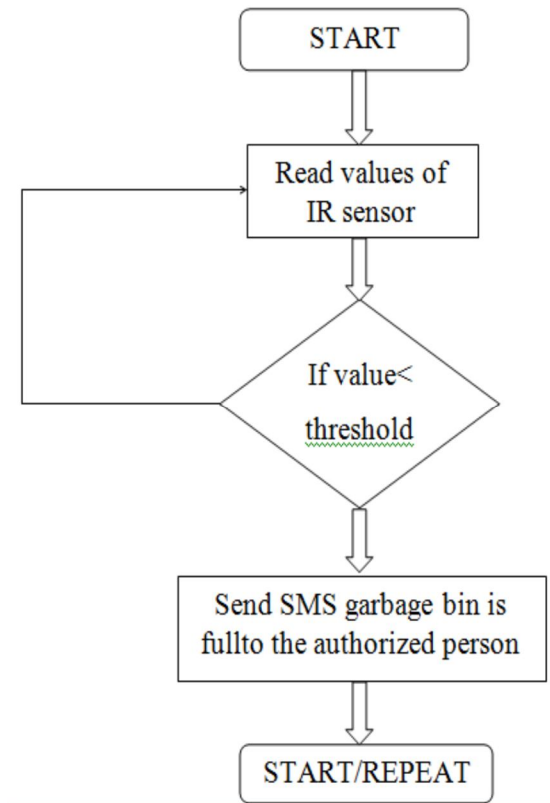 START
Read values of
IR sensor
If value<
threshold
Send SMS garbage bin is
fullto the authorized person
START/REPEAT